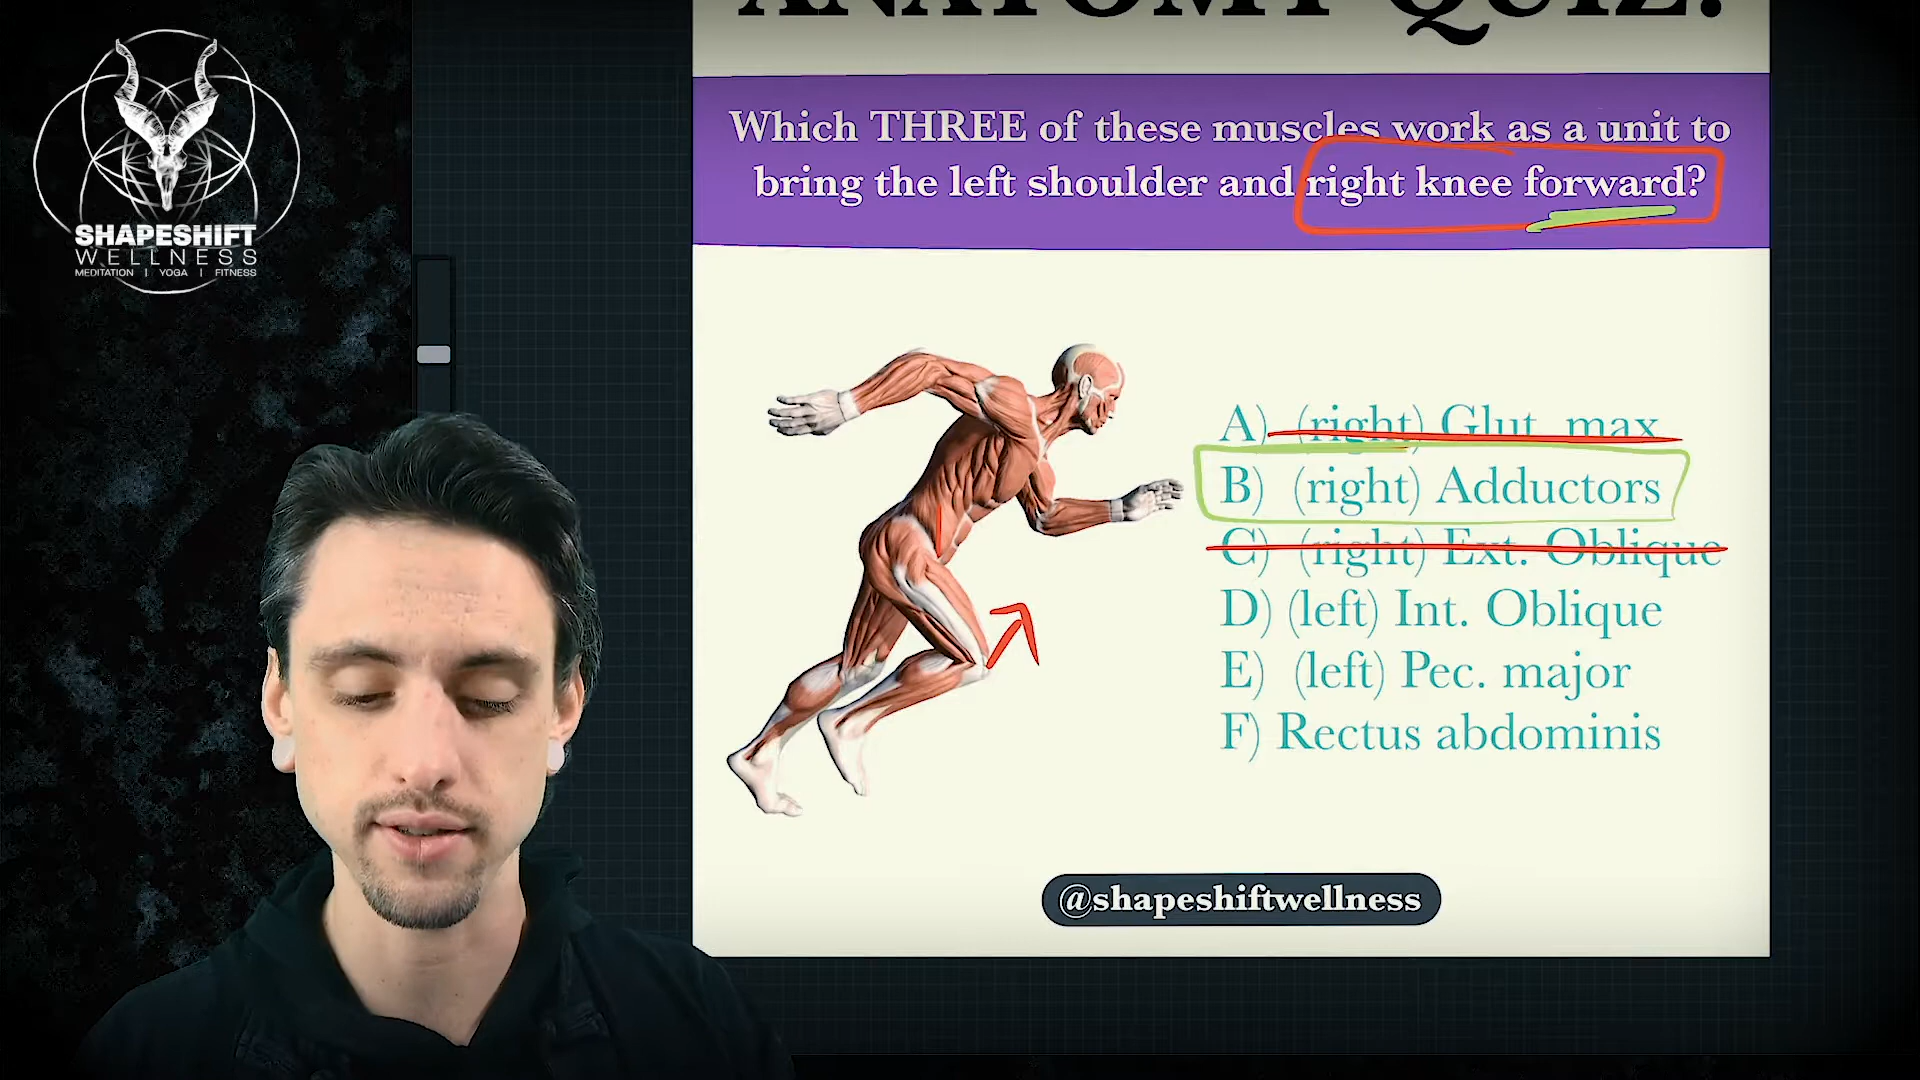 SHAPESHIFT
WELLNESS
MEDITATION | YOGA | FITNESS
ANATOMY QUIZ!
Which THREE of these muscles work as a unit to
bring the left shoulder and right knee forward?
A) (right) Glut. max
B) (right) Adductors
C) (right) Ext. Oblique
D) (left) Int. Oblique
E) (left) Pec. major
F) Rectus abdominis
@shapeshiftwellness